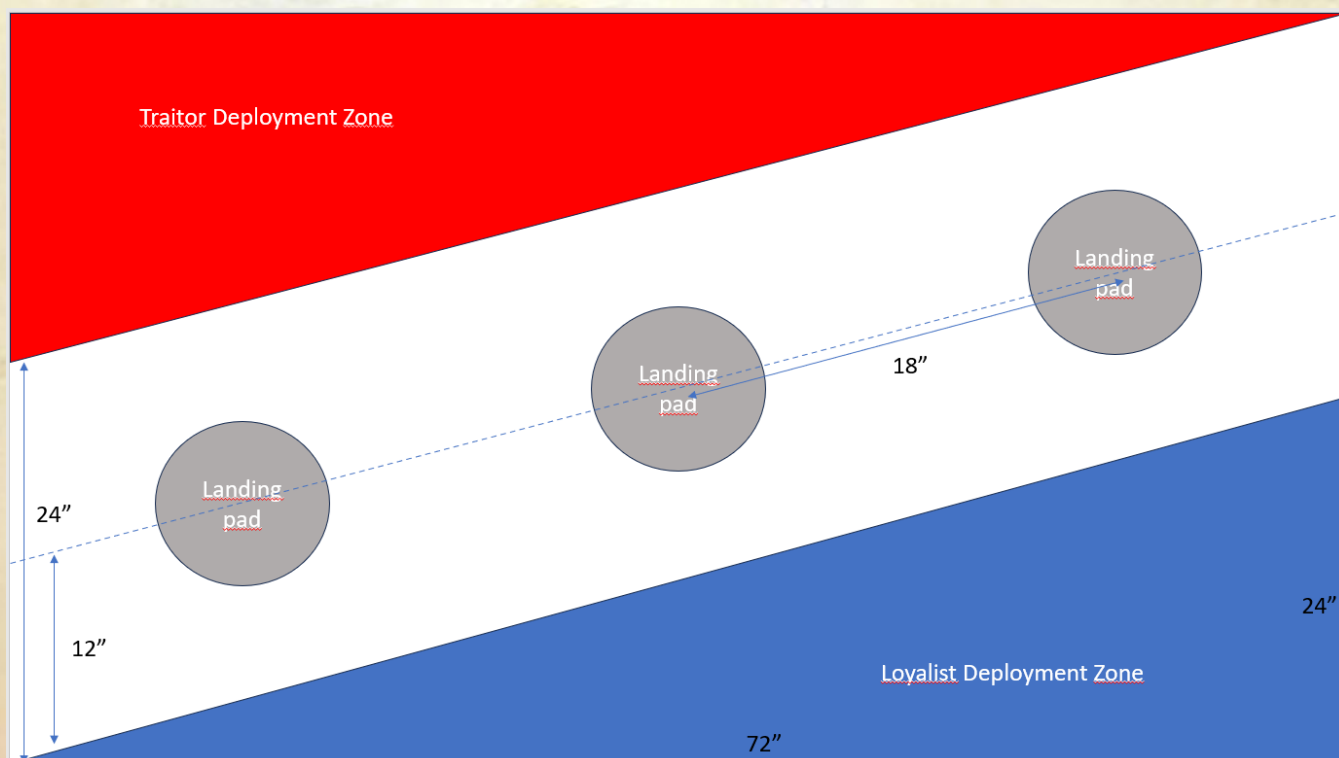 Traitor Deployment Zone
Landing
pad
Landing
pad
18”
Landing
pad
24”
12”
24”
Loyalist Deployment Zone
72”